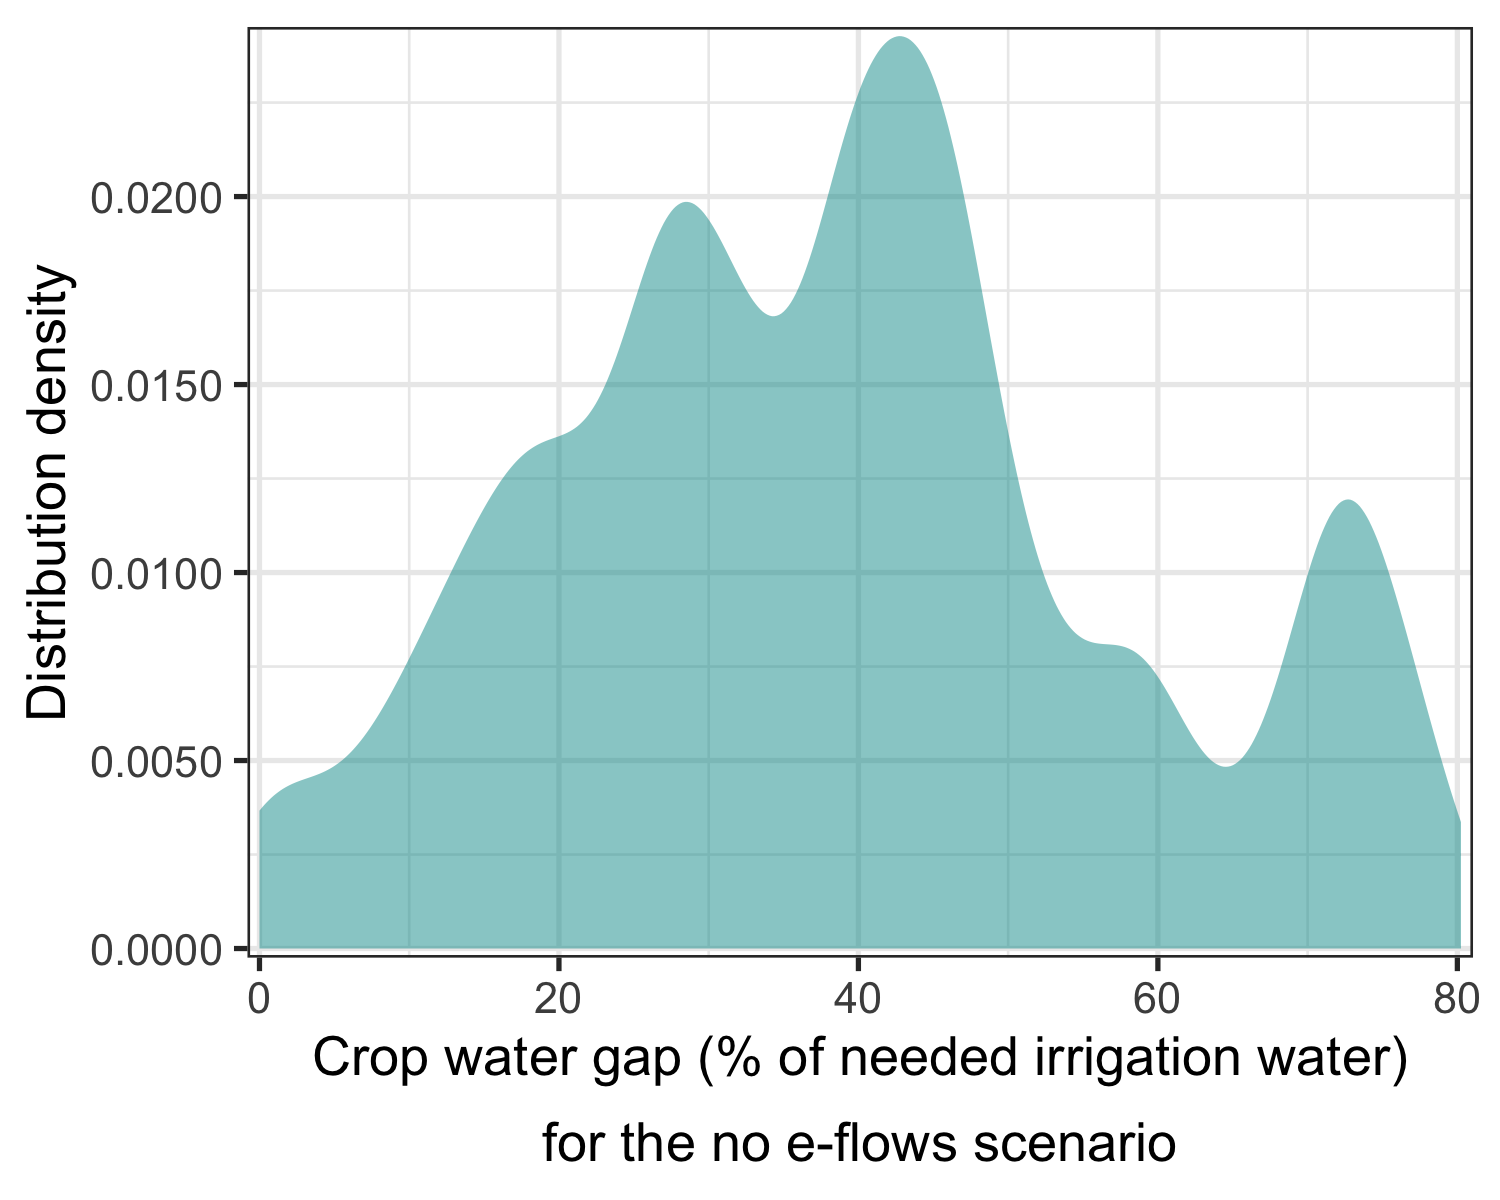 Distribution density
0.0200
0.0150
0.0100
0.0050
0.0000
0 20 40 60 80
Crop water gap (% of needed irrigation water)
for the no e-flows scenario